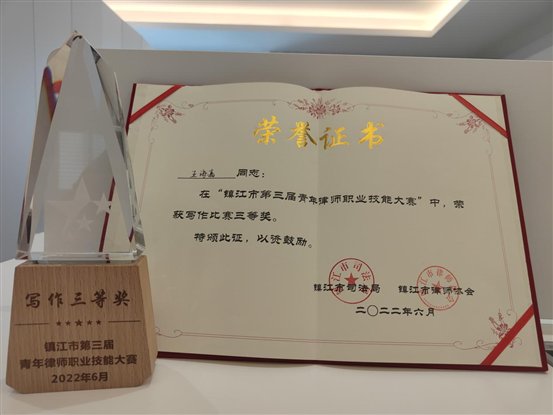 荣誉证书
同志：
在“镇江市第三届青年律师职业技能大赛”中，荣
获写作比赛三等奖。
特颁此证，以资鼓励。
镇江市司法局 镇江市律师协会
二〇二二年六月
写作三等奖
镇江市第三届
青年律师职业技能大赛
2022年6月